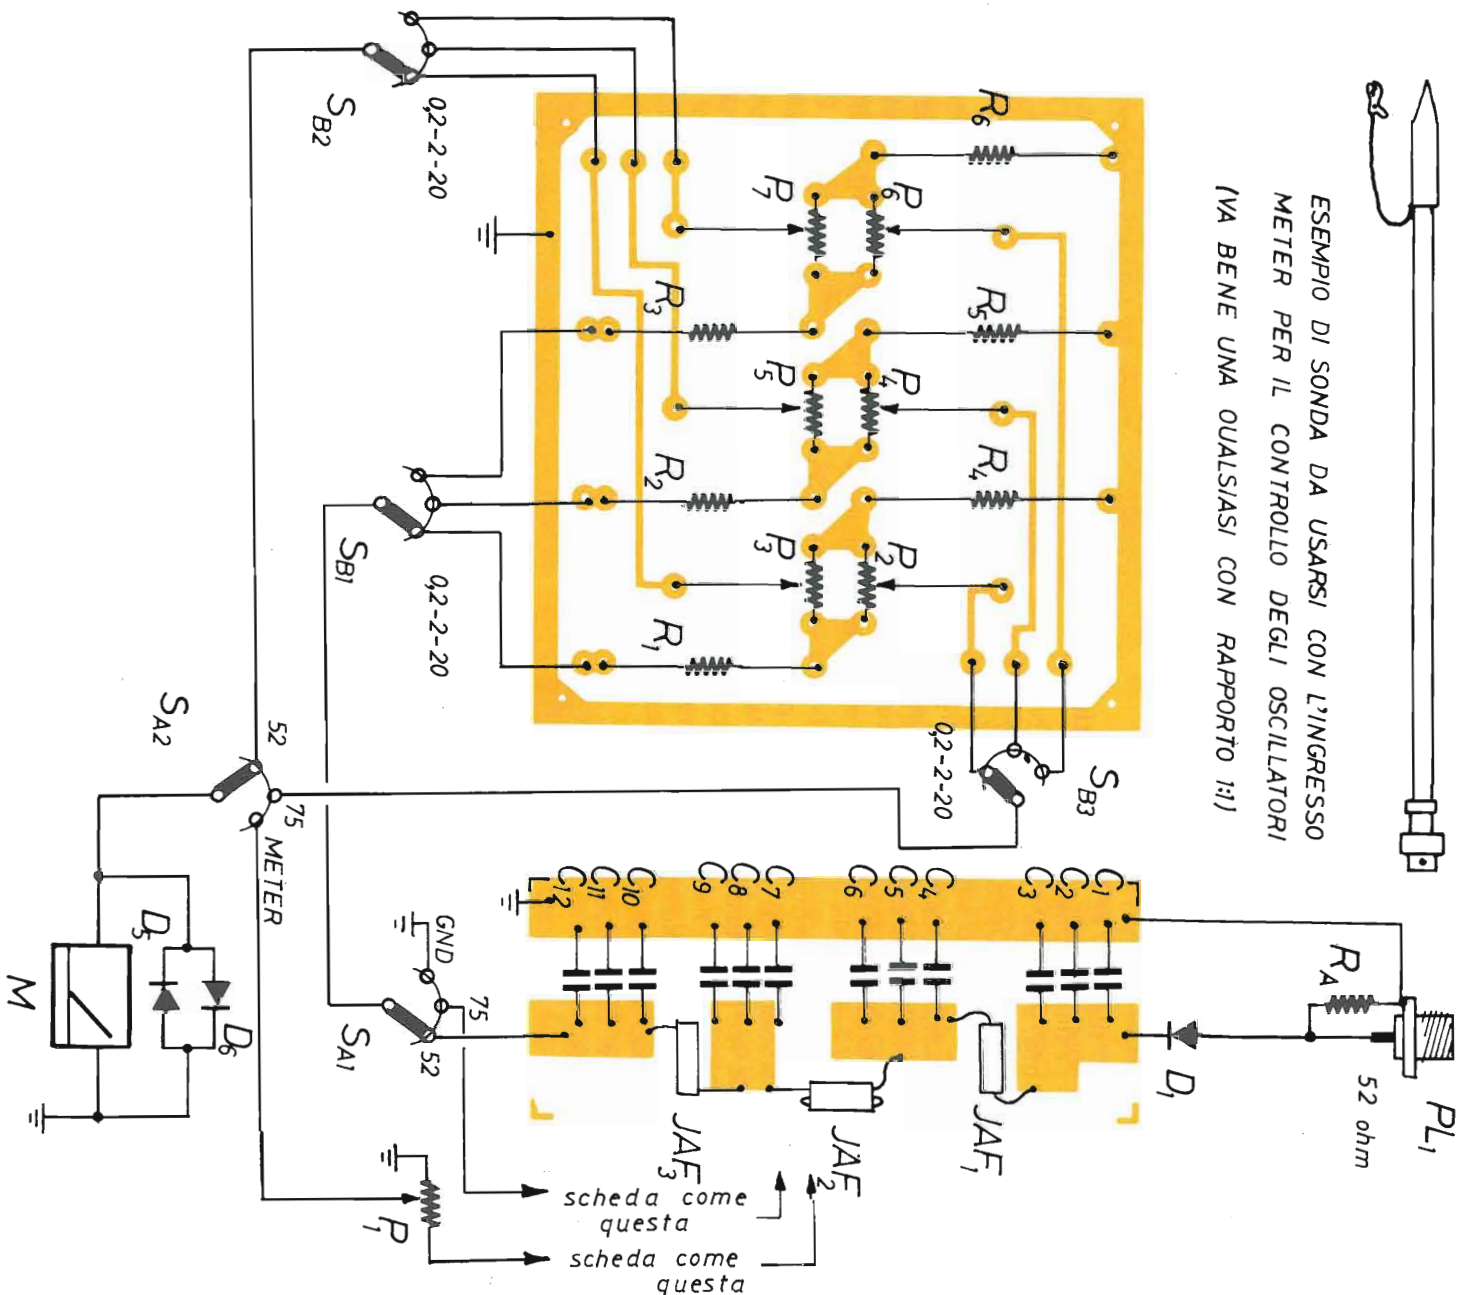 ESEMPIO DI SONDA DA USARSI CON L'INGRESSO
METER PER IL CONTROLLO DEGLI OSCILLATORI
(VA BENE UNA QUALSIASI CON RAPPORTO 1:1)
SB2
0,2-2-20
R6
P7
P6
R3
R5
P5
P4
R2
R4
P3
P2
R1
SB1
0,2-2-20
SB3
0,2-2-20
SA2
52
75
METER
C12
C11
C10
C9
C8
C7
C6
C5
C4
C3
C2
C1
RA
PL1
52 ohm
D1
D5
D6
M
GND
75
52
SA1
JAF3
JAF2
JAF1
P1
scheda come
questa
scheda come
questa